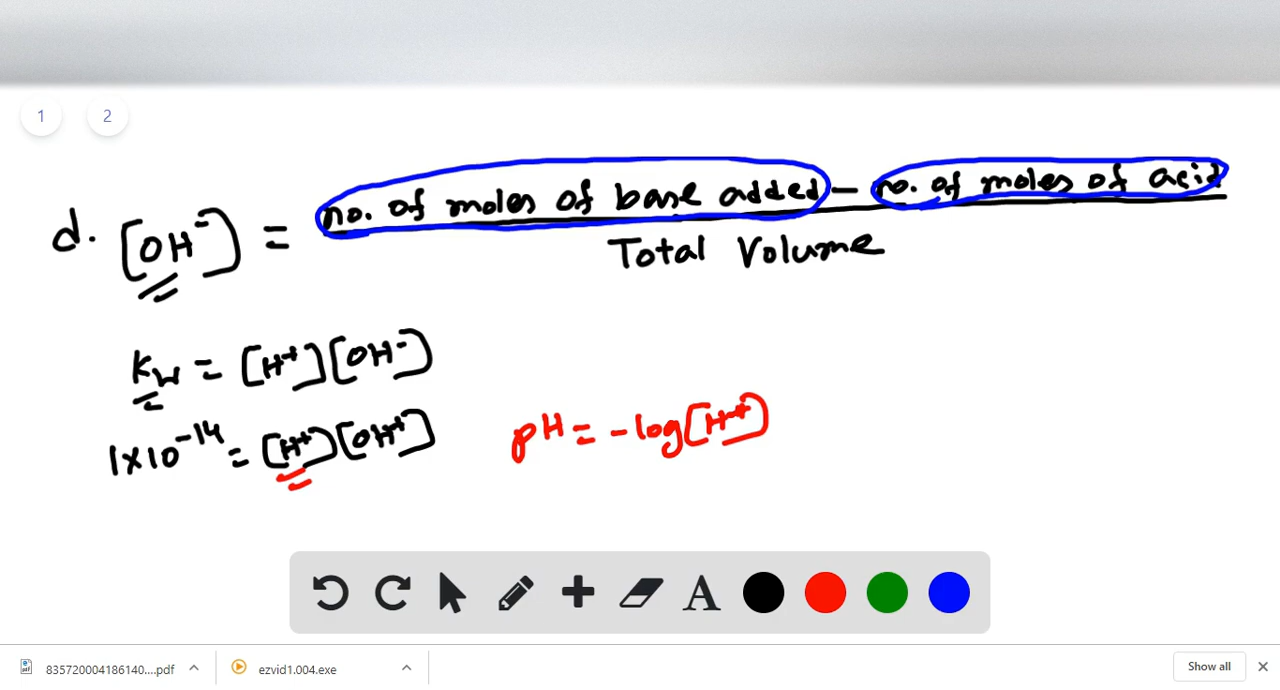 1 2
no. of moles of base added - no. of moles of acid
d. [OH⁻] =
Total Volume
Kw = [H⁺][OH⁻]
1x10⁻¹⁴ = [H⁺][OH⁺]
pH = -log[H⁺]
A
835720004186140....pdf
ezvid1.004.exe
Show all